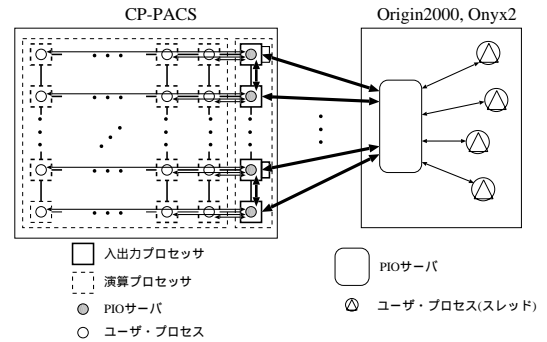 CP-PACS
Origin2000, Onyx2
入出力プロセッサ
演算プロセッサ
PIOサーバ
ユーザ・プロセス
PIOサーバ
ユーザ・プロセス(スレッド)